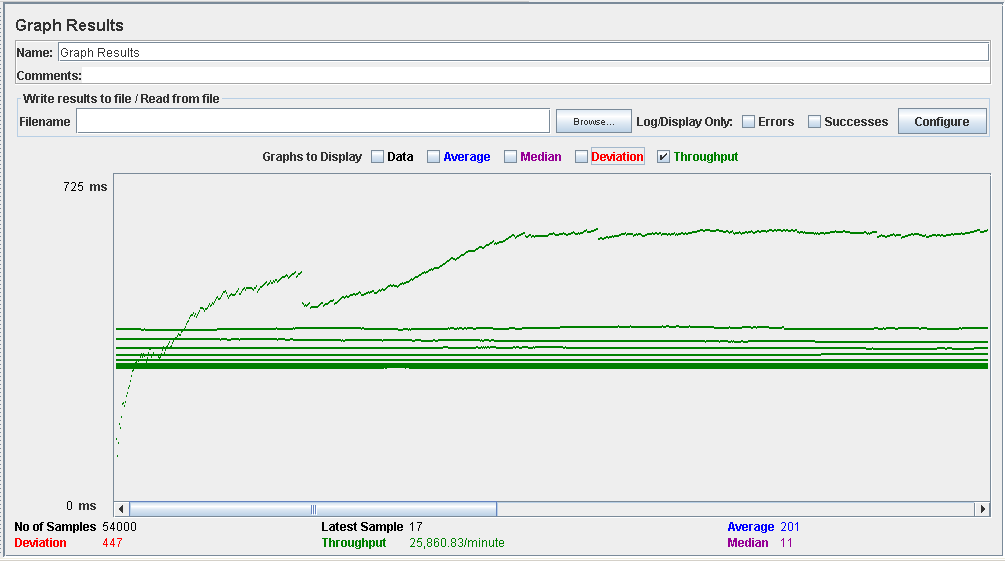 Graph Results
Name: Graph Results
Comments:
Write results to file / Read from file
Filename Browse... Log/Display Only: Errors Successes Configure
Graphs to Display Data Average Median Deviation Throughput
725 ms
0 ms
No of Samples 54000 Latest Sample 17 Average 201
Deviation 447 Throughput 25,860.83/minute Median 11